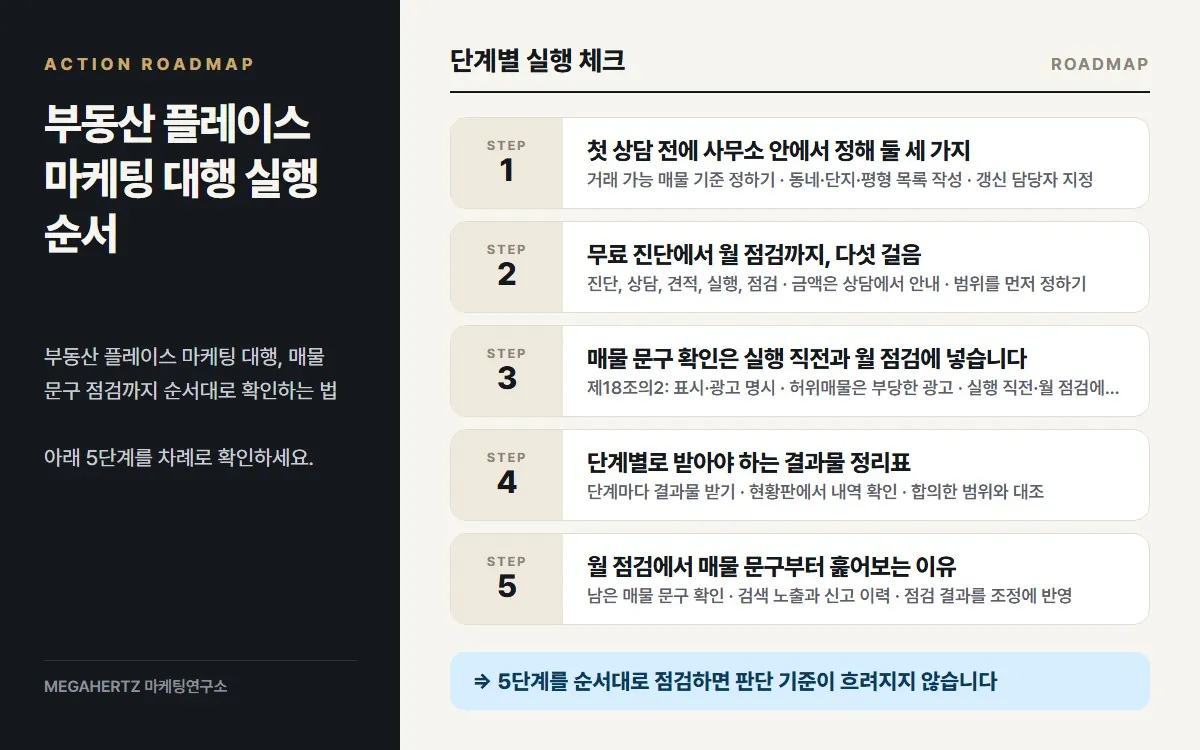 ACTION ROADMAP
부동산 플레이스
마케팅 대행 실행
순서
부동산 플레이스 마케팅 대행, 매물
문구 점검까지 순서대로 확인하는 법
아래 5단계를 차례로 확인하세요.
MEGAHERTZ 마케팅연구소
단계별 실행 체크
ROADMAP
STEP
1
첫 상담 전에 사무소 안에서 정해 둘 세 가지
거래 가능 매물 기준 정하기 · 동네·단지·평형 목록 작성 · 갱신 담당자 지정
STEP
2
무료 진단에서 월 점검까지, 다섯 걸음
진단, 상담, 견적, 실행, 점검 · 금액은 상담에서 안내 · 범위를 먼저 정하기
STEP
3
매물 문구 확인은 실행 직전과 월 점검에 넣습니다
제18조의2: 표시·광고 명시 · 허위매물은 부당한 광고 · 실행 직전·월 점검에...
STEP
4
단계별로 받아야 하는 결과물 정리표
단계마다 결과물 받기 · 현황판에서 내역 확인 · 합의한 범위와 대조
STEP
5
월 점검에서 매물 문구부터 훑어보는 이유
남은 매물 문구 확인 · 검색 노출과 신고 이력 · 점검 결과를 조정에 반영
→ 5단계를 순서대로 점검하면 판단 기준이 흐려지지 않습니다